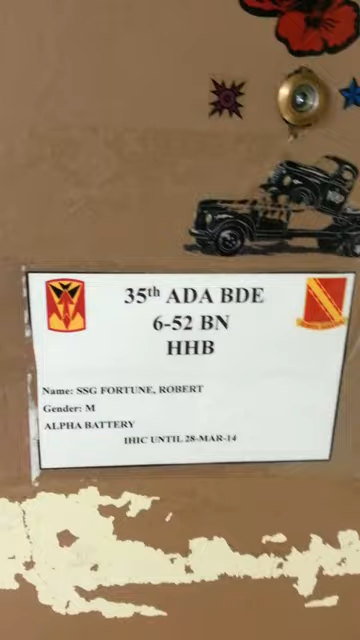 35th ADA BDE
6-52 BN
HHB
Name: SSG FORTUNE, ROBERT
Gender: M
ALPHA BATTERY
IHIC UNTIL 28-MAR-14